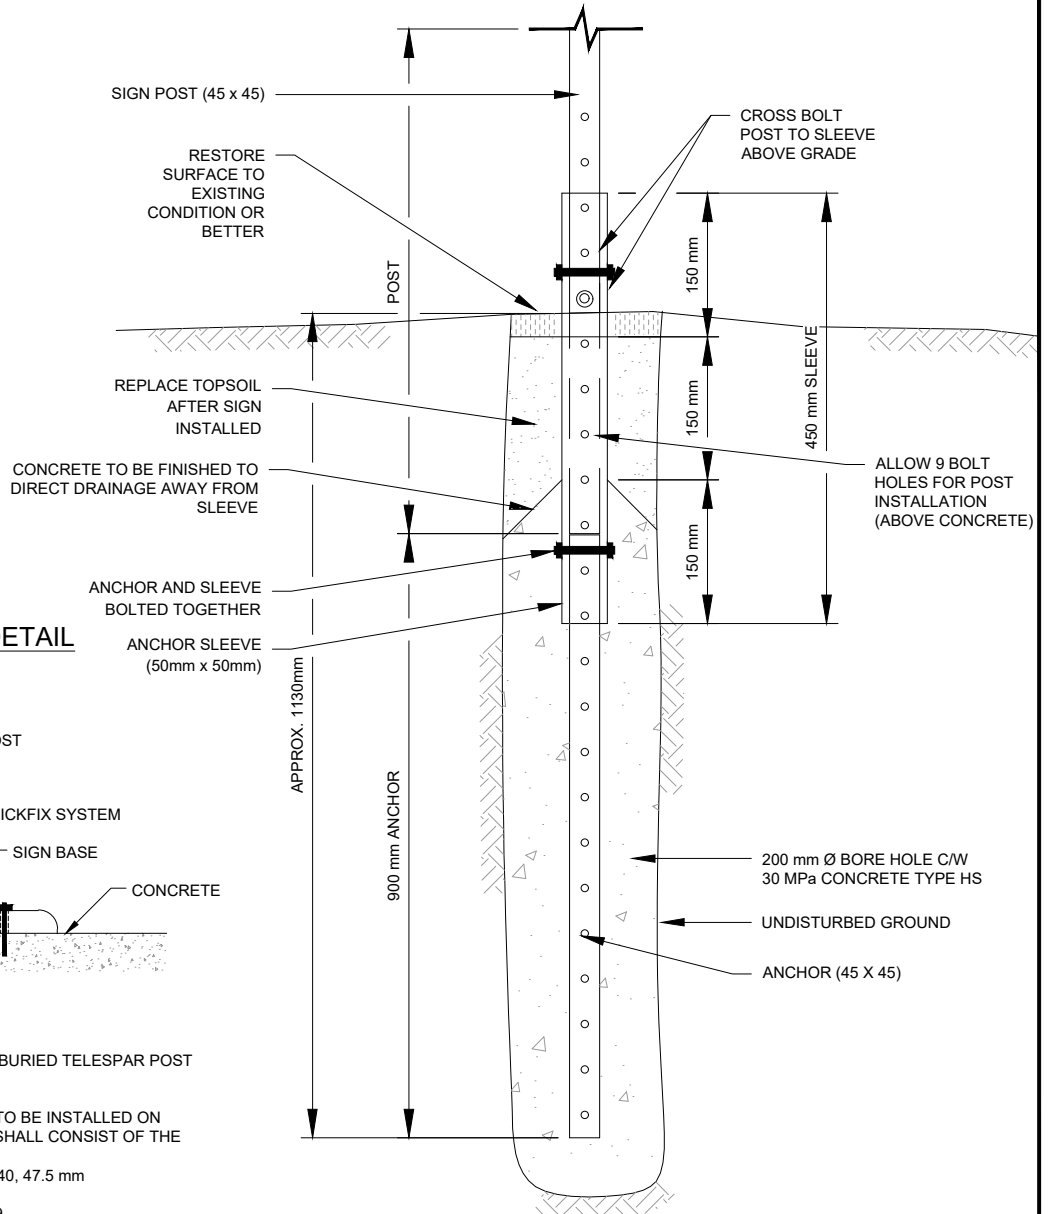 SIGN POST (45 x 45)
CROSS BOLT
POST TO SLEEVE
ABOVE GRADE
RESTORE
SURFACE TO
EXISTING
CONDITION OR
BETTER
POST
150 mm
450 mm SLEEVE
REPLACE TOPSOIL
AFTER SIGN
INSTALLED
150 mm
CONCRETE TO BE FINISHED TO
DIRECT DRAINAGE AWAY FROM
SLEEVE
ALLOW 9 BOLT
HOLES FOR POST
INSTALLATION
(ABOVE CONCRETE)
150 mm
ANCHOR AND SLEEVE
BOLTED TOGETHER
ANCHOR SLEEVE
(50mm x 50mm)
ETAIL
APPROX. 1130mm
900 mm ANCHOR
OST
ICKFIX SYSTEM
SIGN BASE
CONCRETE
200 mm Ø BORE HOLE C/W
30 MPa CONCRETE TYPE HS
UNDISTURBED GROUND
ANCHOR (45 X 45)
BURIED TELESPAR POST
TO BE INSTALLED ON
SHALL CONSIST OF THE
40, 47.5 mm